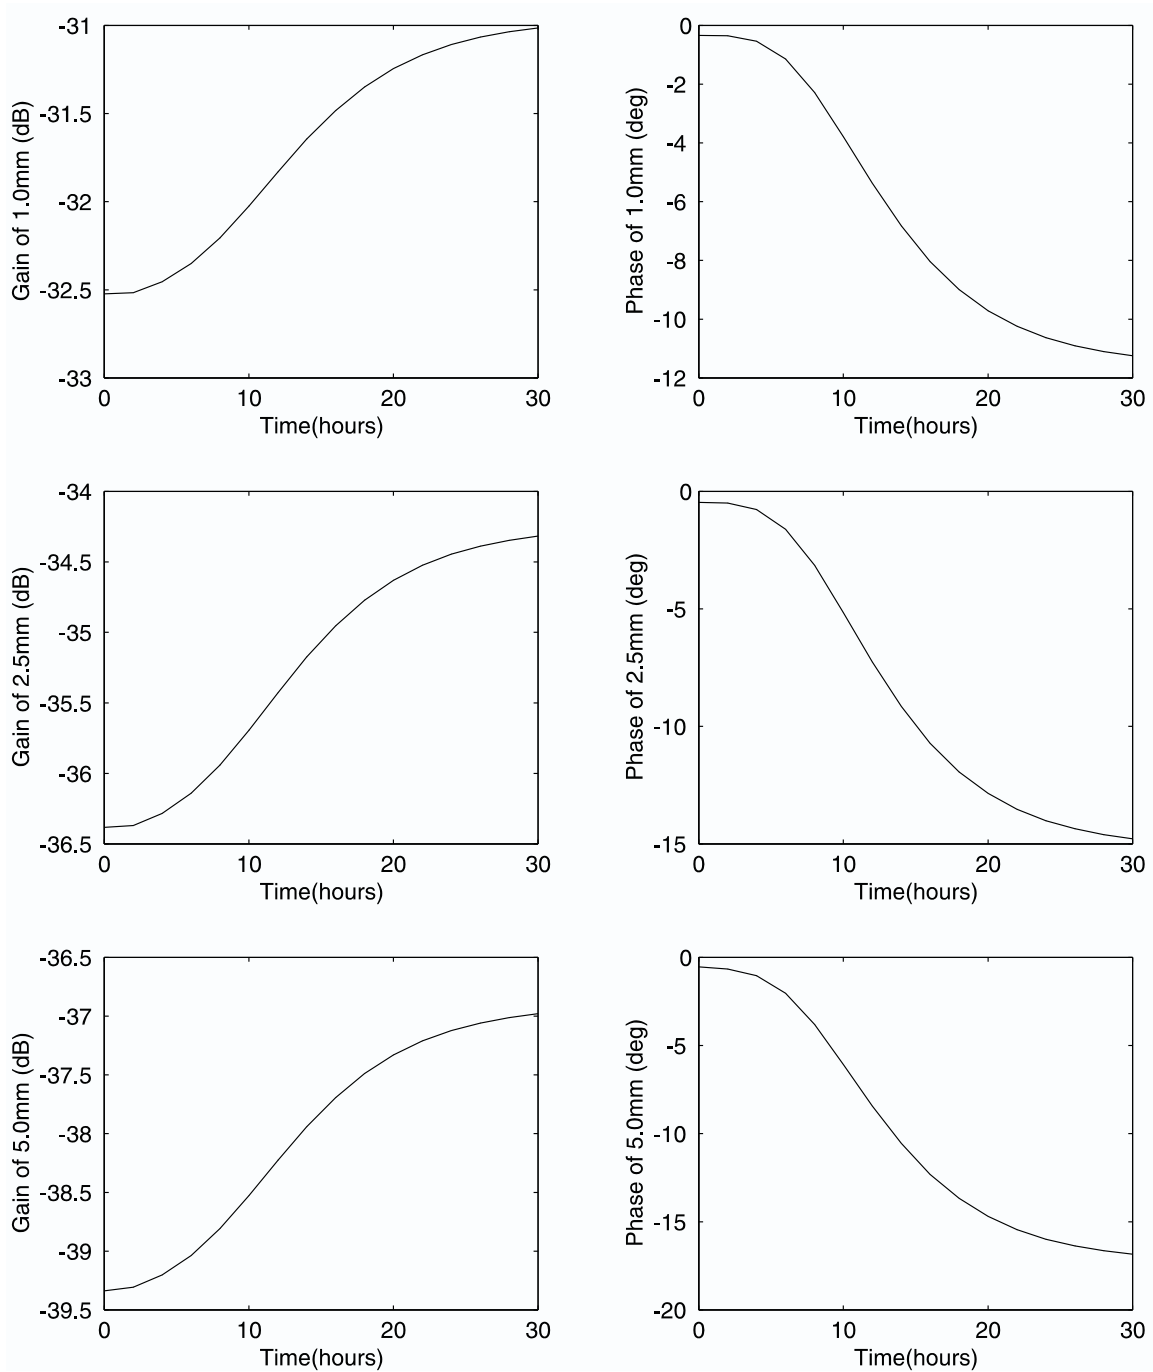 -31
-31.5
-32
-32.5
-33
Gain of 1.0mm (dB)
0 10 20 30
Time(hours)
0
-2
-4
-6
-8
-10
-12
Phase of 1.0mm (deg)
0 10 20 30
Time(hours)
-34
-34.5
-35
-35.5
-36
-36.5
Gain of 2.5mm (dB)
0 10 20 30
Time(hours)
0
-5
-10
-15
Phase of 2.5mm (deg)
0 10 20 30
Time(hours)
-36.5
-37
-37.5
-38
-38.5
-39
-39.5
Gain of 5.0mm (dB)
0 10 20 30
Time(hours)
0
-5
-10
-15
-20
Phase of 5.0mm (deg)
0 10 20 30
Time(hours)